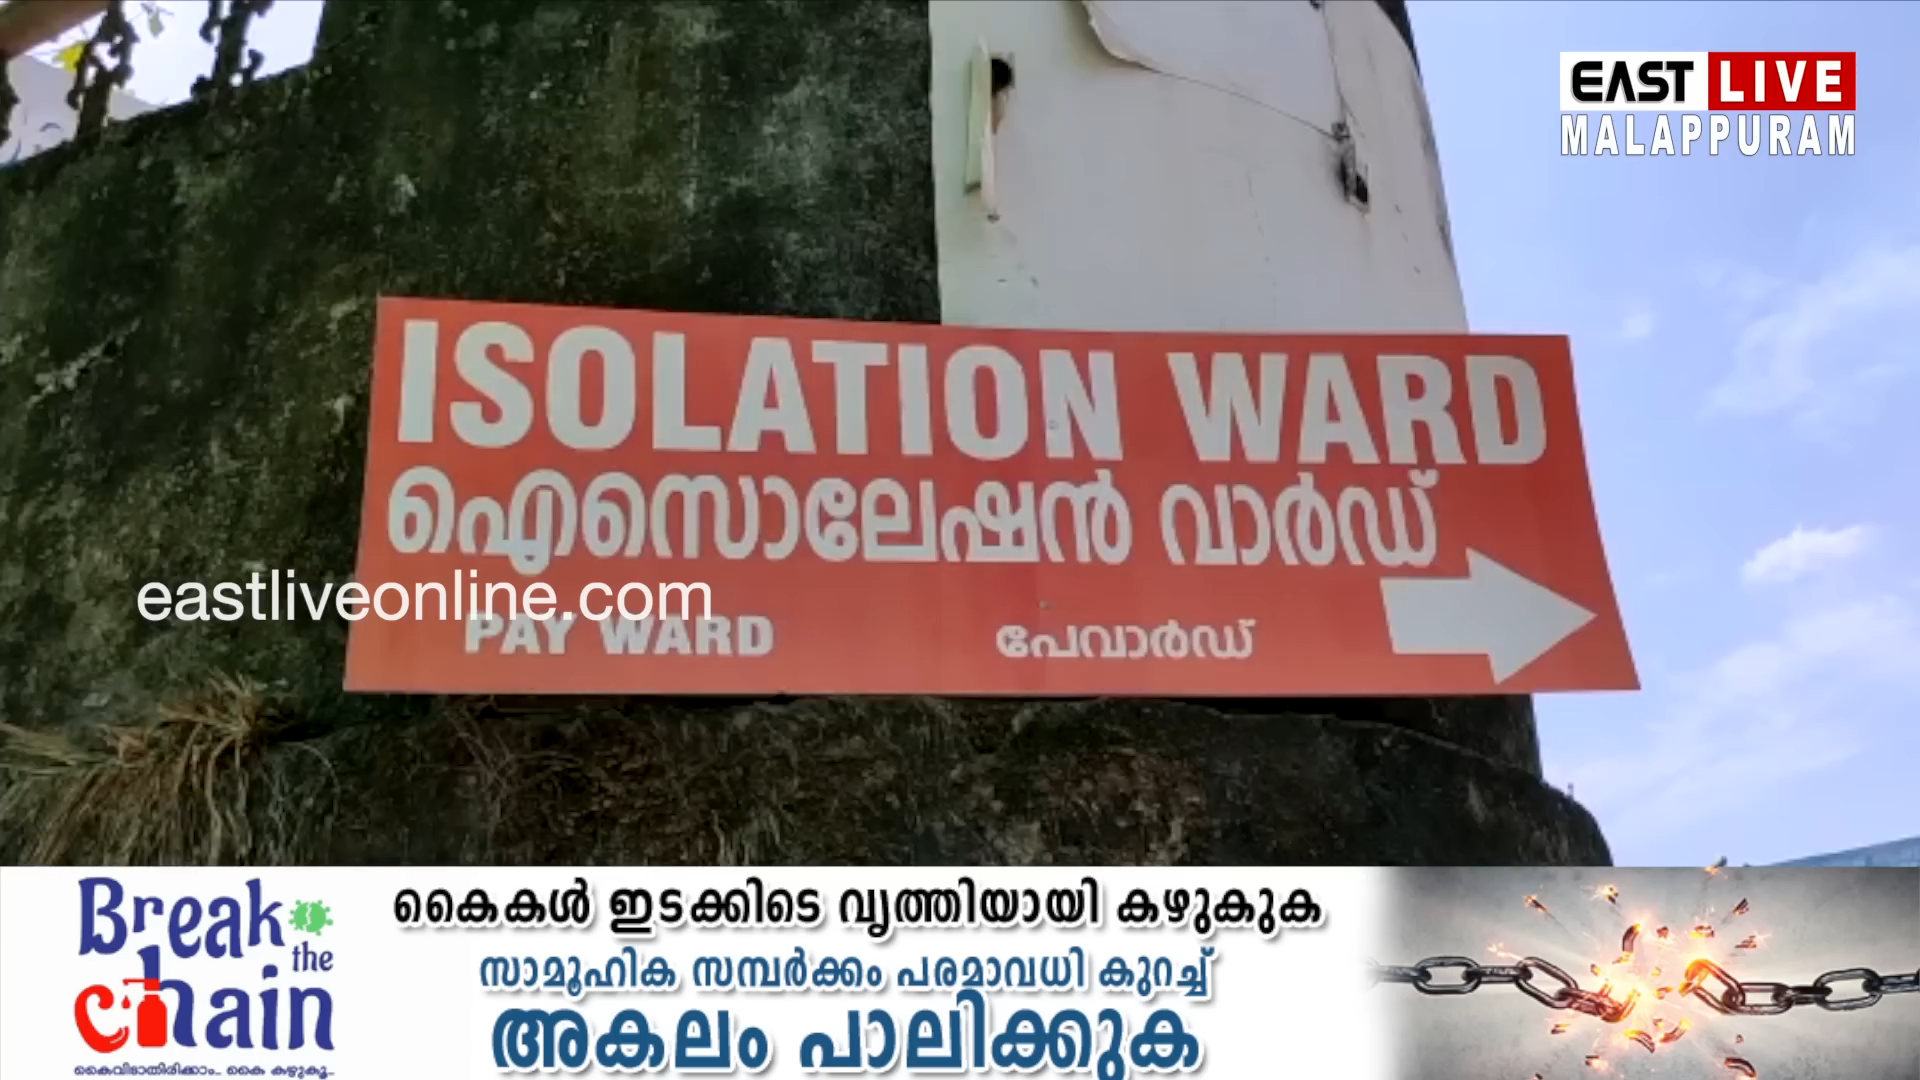 EAST LIVE
MALAPPURAM
ISOLATION WARD
ഐസൊലേഷൻ വാർഡ്
eastliveonline.com
PAY WARD പേവാർഡ്
Break
the
chain
കൈവിടാതിരിക്കാം.. കൈ കഴുകൂ..
കൈകൾ ഇടക്കിടെ വൃത്തിയായി കഴുകുക
സാമൂഹിക സമ്പർക്കം പരമാവധി കുറച്ച്
അകലം പാലിക്കുക